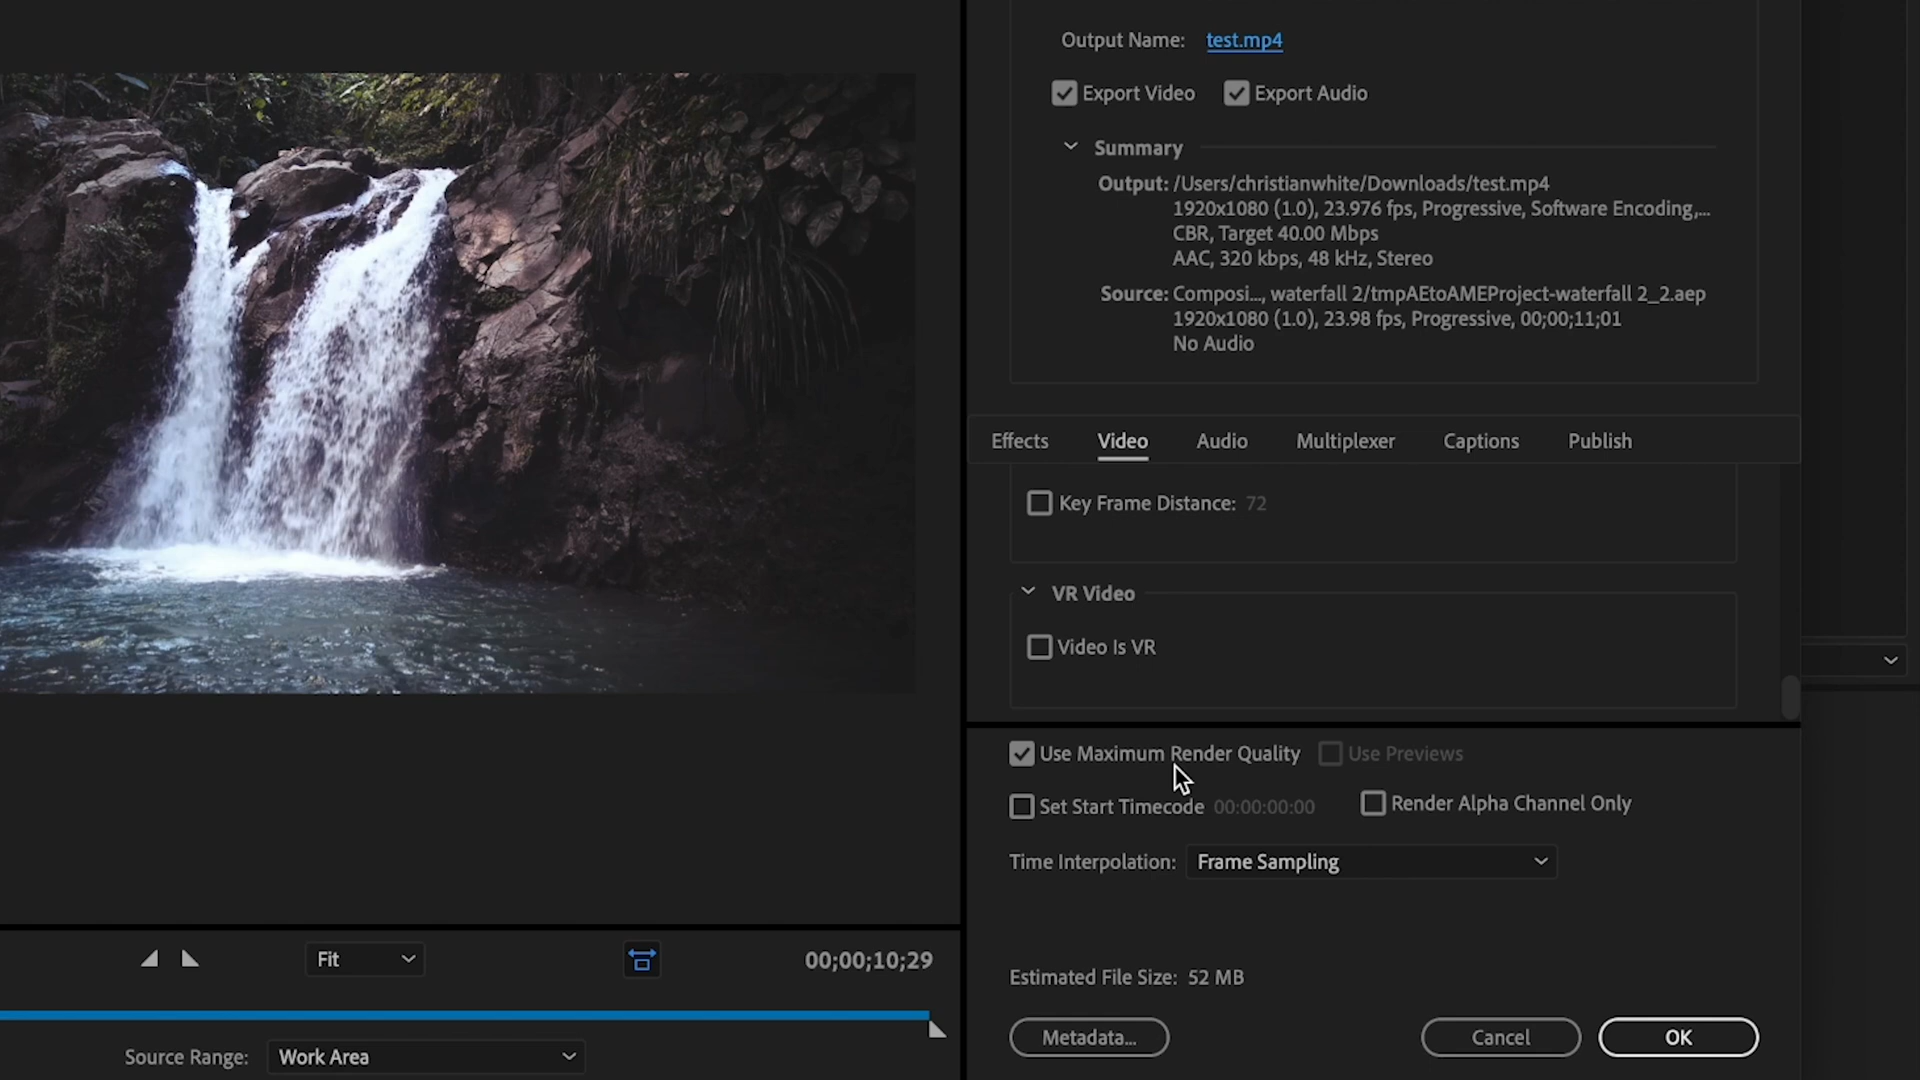 Output Name: test.mp4
Export Video Export Audio
Summary
Output: /Users/christianwhite/Downloads/test.mp4
1920x1080 (1.0), 23.976 fps, Progressive, Software Encoding,...
CBR, Target 40.00 Mbps
AAC, 320 kbps, 48 kHz, Stereo
Source: Composi..., waterfall 2/tmpAEtoAMEProject-waterfall 2_2.aep
1920x1080 (1.0), 23.98 fps, Progressive, 00;00;11;01
No Audio
Effects Video Audio Multiplexer Captions Publish
Key Frame Distance: 72
VR Video
Video Is VR
Use Maximum Render Quality Use Previews
Set Start Timecode 00:00:00:00 Render Alpha Channel Only
Time Interpolation: Frame Sampling
Fit 00;00;10;29
Estimated File Size: 52 MB
Metadata... Cancel OK
Source Range: Work Area